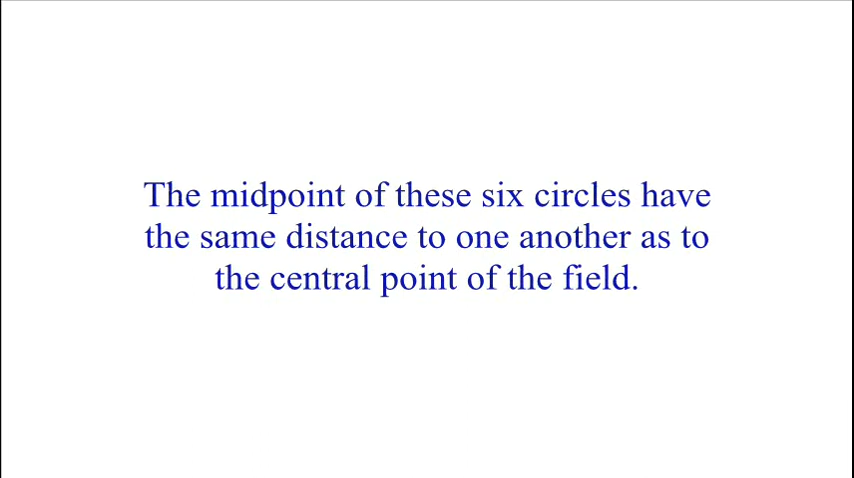 The midpoint of these six circles have
the same distance to one another as to
the central point of the field.